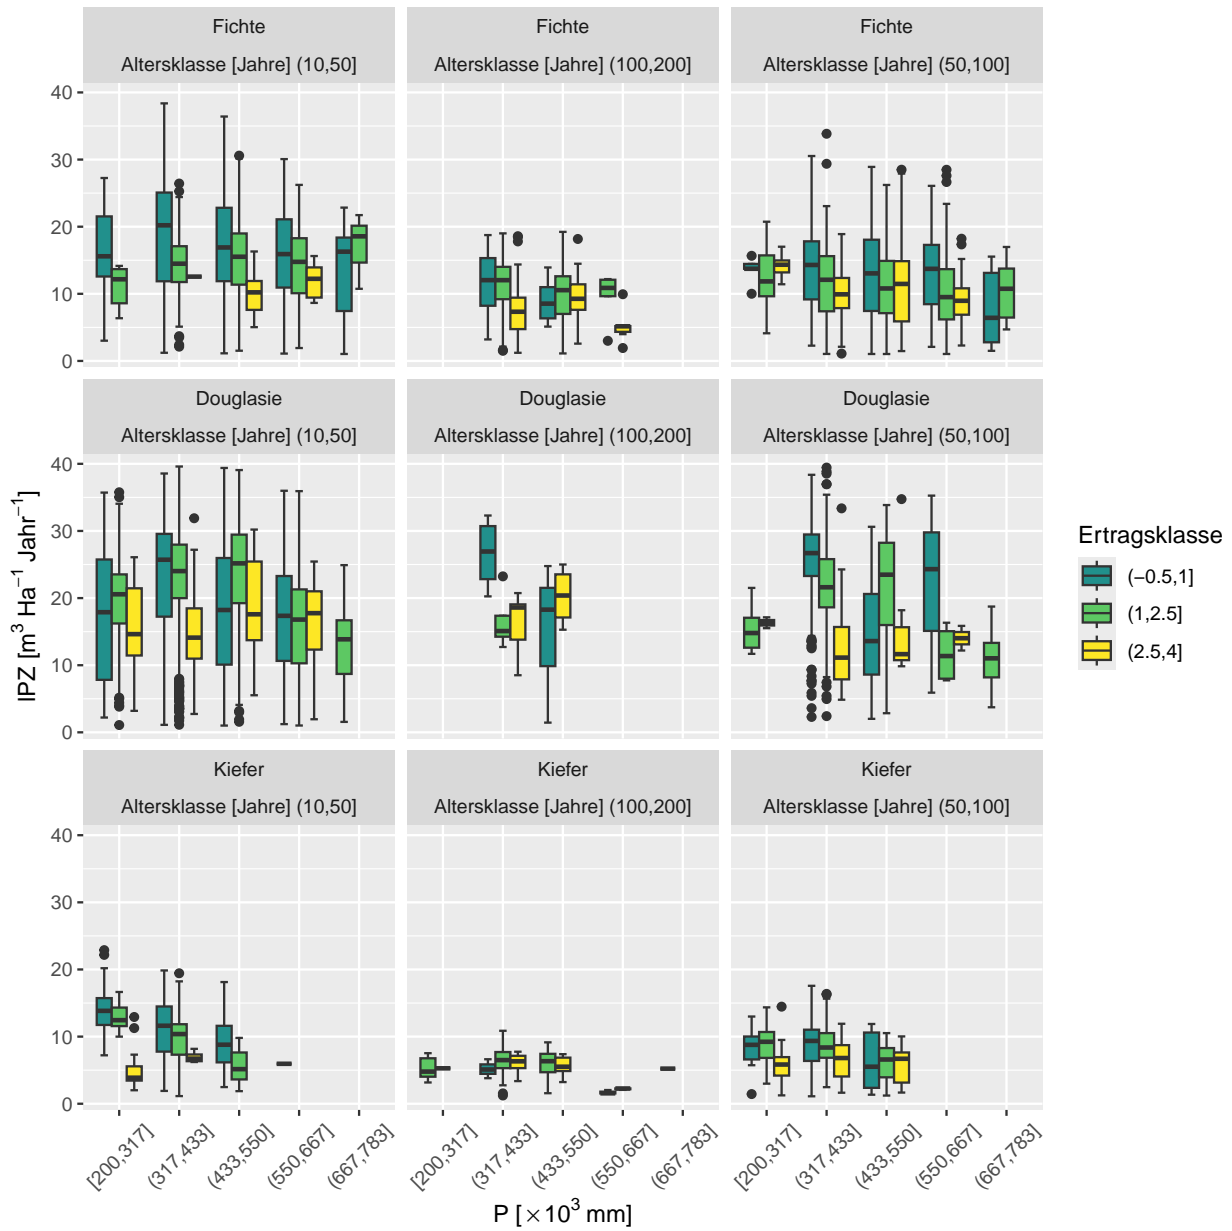 Fichte
Altersklasse [Jahre] (10,50]
Fichte
Altersklasse [Jahre] (100,200]
Fichte
Altersklasse [Jahre] (50,100]
40
30
20
10
0
Douglasie
Altersklasse [Jahre] (10,50]
Douglasie
Altersklasse [Jahre] (100,200]
Douglasie
Altersklasse [Jahre] (50,100]
40
30
20
10
0
IPZ [m³ Ha⁻¹ Jahr⁻¹]
Kiefer
Altersklasse [Jahre] (10,50]
Kiefer
Altersklasse [Jahre] (100,200]
Kiefer
Altersklasse [Jahre] (50,100]
40
30
20
10
0
[200,317]
(317,433]
(433,550]
(550,667]
(667,783]
[200,317]
(317,433]
(433,550]
(550,667]
(667,783]
[200,317]
(317,433]
(433,550]
(550,667]
(667,783]
P [×10³ mm]
Ertragsklasse
(−0.5,1]
(1,2.5]
(2.5,4]